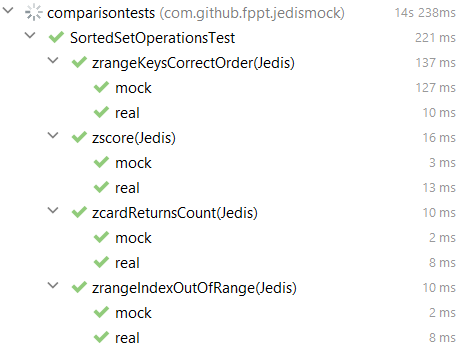 comparisontests (com.github.fppt.jedismock) 14s 238ms
SortedSetOperationsTest 221 ms
zrangeKeysCorrectOrder(Jedis) 137 ms
mock 127 ms
real 10 ms
zscore(Jedis) 16 ms
mock 3 ms
real 13 ms
zcardReturnsCount(Jedis) 10 ms
mock 2 ms
real 8 ms
zrangeIndexOutOfRange(Jedis) 10 ms
mock 2 ms
real 8 ms